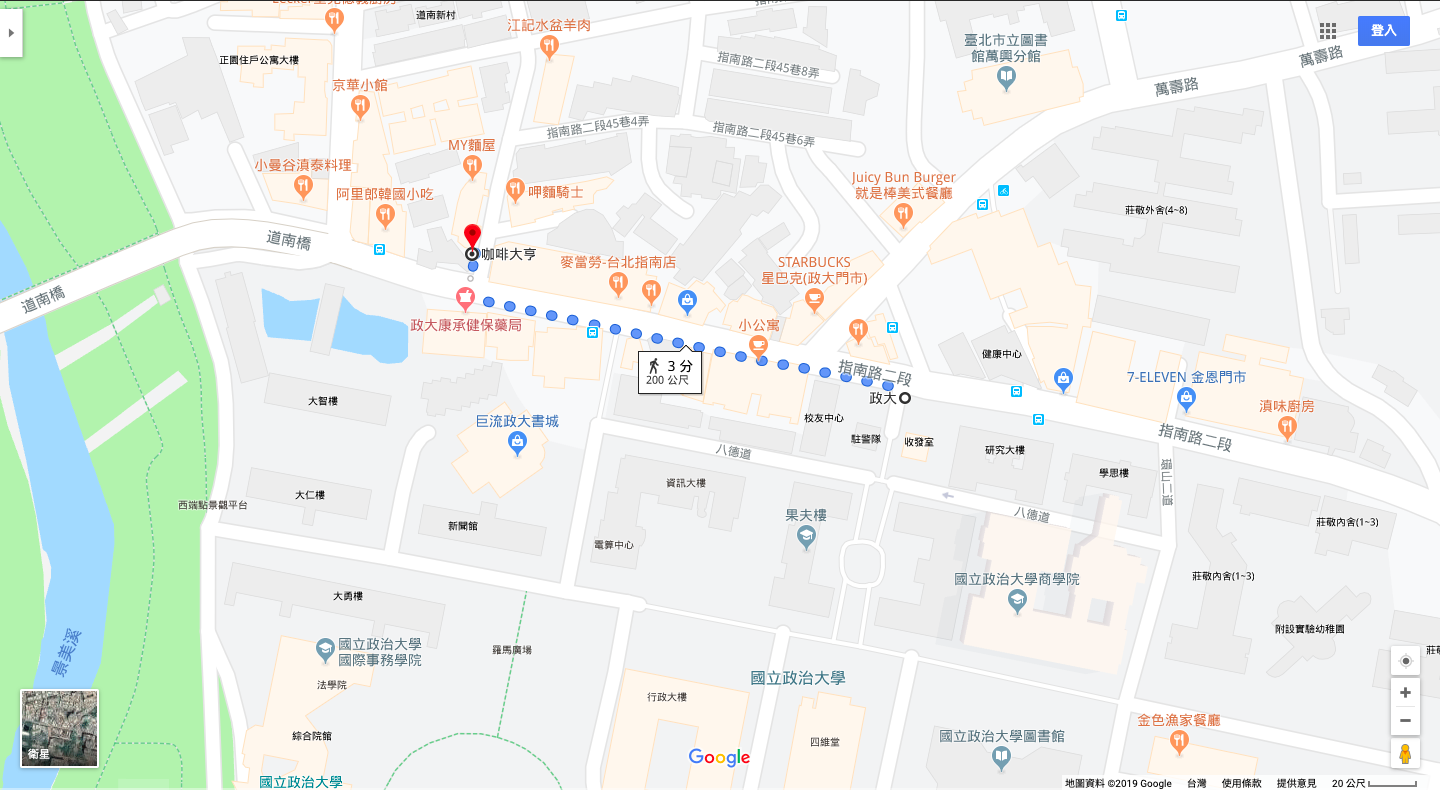 道南新村
江記水盆羊肉
臺北市立圖書
館萬興分館
登入
正園住戶公寓大樓
指南路二段45巷8弄
萬壽路
萬壽路
京華小館
指南路二段45巷4弄
指南路二段45巷6弄
MY麵屋
小曼谷滇泰料理
阿里郎韓國小吃
呷麵騎士
Juicy Bun Burger
就是棒美式餐廳
莊敬外舍(4~8)
道南橋
咖啡大亨
麥當勞-台北指南店
STARBUCKS
星巴克(政大門市)
道南橋
政大康承健保藥局
小公寓
3 分
200 公尺
指南路二段
健康中心
7-ELEVEN 金恩門市
政大
滇味廚房
大智樓
巨流政大書城
校友中心
駐警隊
收發室
研究大樓
指南路二段
八德道
學思樓
資訊大樓
大仁樓
西端點景觀平台
新聞館
果夫樓
八德道
莊敬內舍(1~3)
電算中心
國立政治大學商學院
莊敬內舍(1~3)
大勇樓
附設實驗幼稚園
景美溪
國立政治大學
國際事務學院
羅馬廣場
法學院
國立政治大學
行政大樓
金色漁家餐廳
綜合院館
四維堂
國立政治大學圖書館
衛星
國立政治大學
Google
地圖資料 ©2019 Google
台灣
使用條款
提供意見
20 公尺